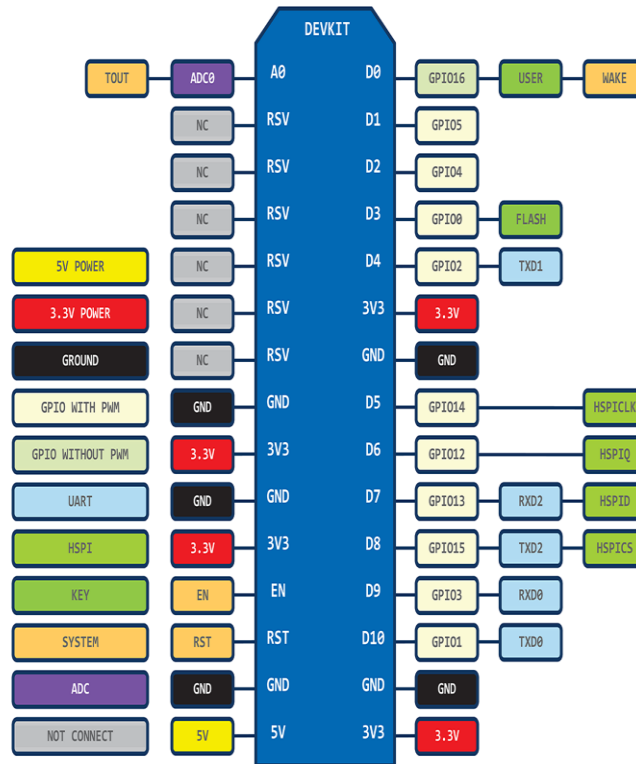 DEVKIT
TOUT ADC0 A0 D0 GPIO16 USER WAKE
NC RSV D1 GPIO5
NC RSV D2 GPIO4
NC RSV D3 GPIO0 FLASH
5V POWER NC RSV D4 GPIO2 TXD1
3.3V POWER NC RSV 3V3 3.3V
GROUND NC RSV GND GND
GPIO WITH PWM GND GND D5 GPIO14 HSPICLK
GPIO WITHOUT PWM 3.3V 3V3 D6 GPIO12 HSPIQ
UART GND GND D7 GPIO13 RXD2 HSPID
HSPI 3.3V 3V3 D8 GPIO15 TXD2 HSPICS
KEY EN EN D9 GPIO3 RXD0
SYSTEM RST RST D10 GPIO1 TXD0
ADC GND GND GND GND
NOT CONNECT 5V 5V 3V3 3.3V